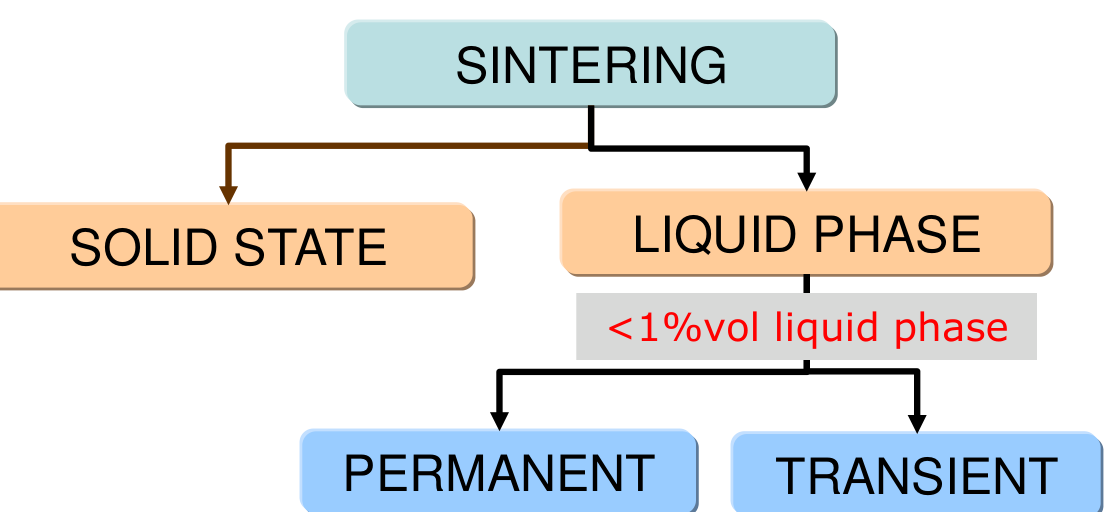 SINTERING
SOLID STATE
LIQUID PHASE
<1%vol liquid phase
PERMANENT
TRANSIENT